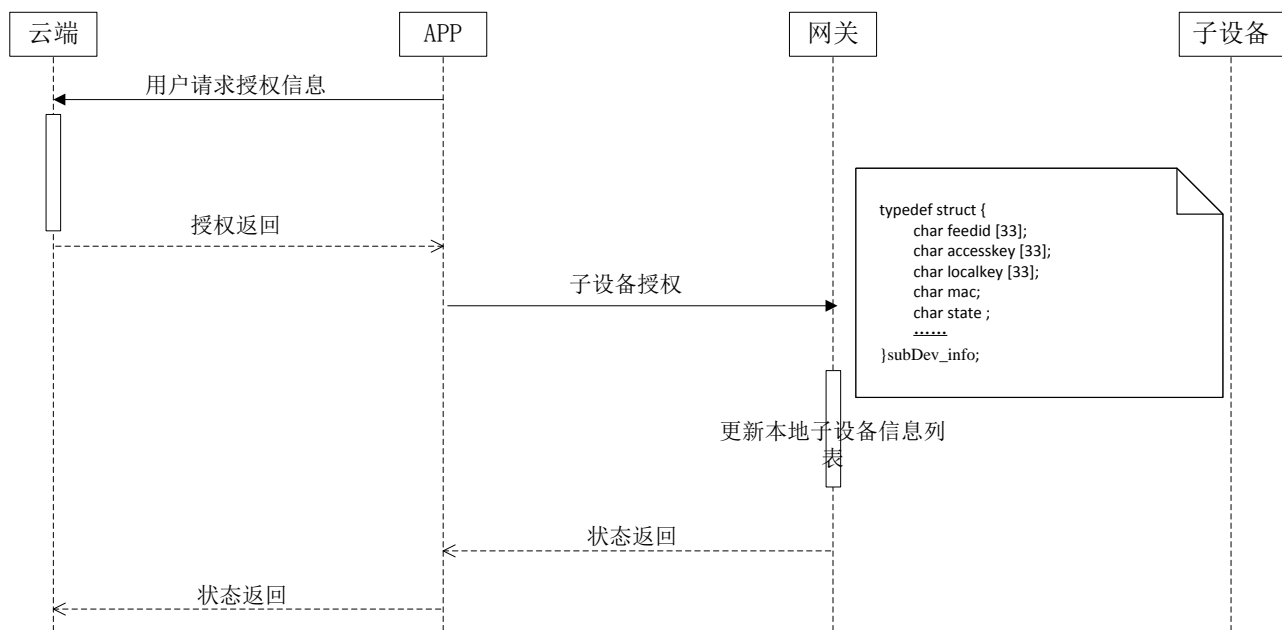 云端
APP
网关
子设备
用户请求授权信息
授权返回
子设备授权
typedef struct {
char feedid [33];
char accesskey [33];
char localkey [33];
char mac;
char state ;
……
}subDev_info;
更新本地子设备信息列
表
状态返回
状态返回